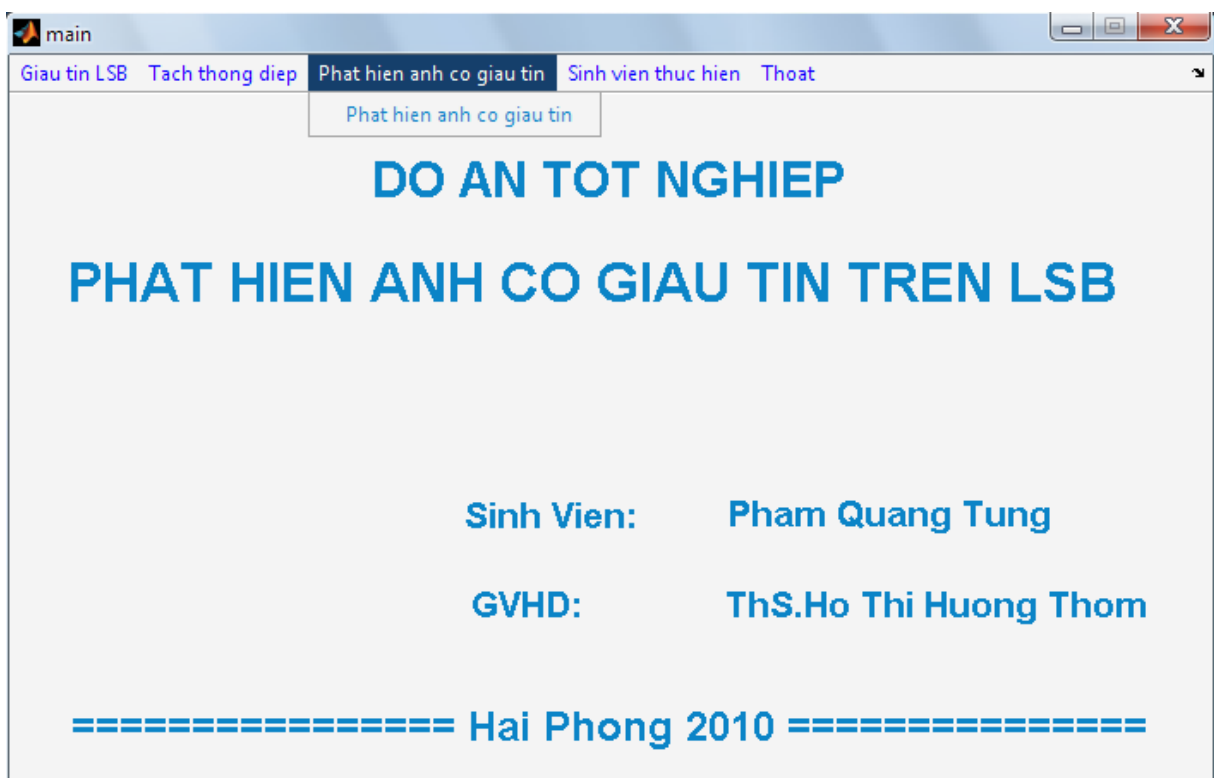 main
Giau tin LSB Tach thong diep Phat hien anh co giau tin Sinh vien thuc hien Thoat
Phat hien anh co giau tin
DO AN TOT NGHIEP
PHAT HIEN ANH CO GIAU TIN TREN LSB
Sinh Vien: Pham Quang Tung
GVHD: ThS.Ho Thi Huong Thom
================ Hai Phong 2010 ===============